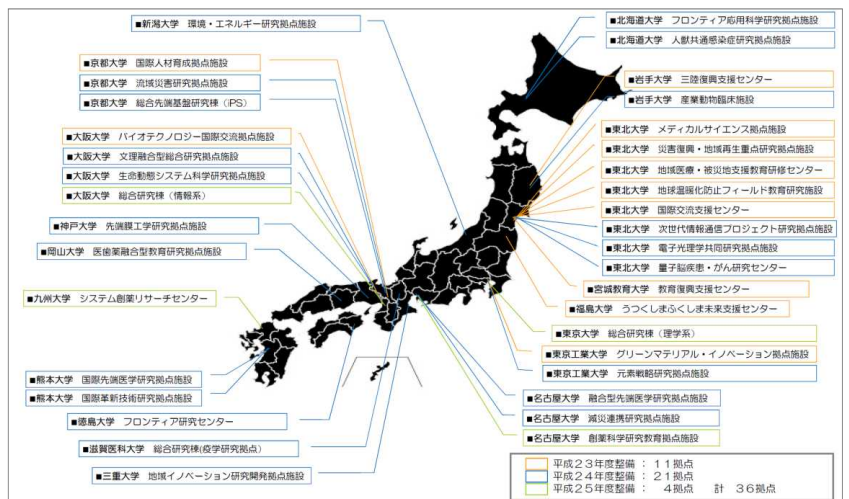 ■新潟大学 環境・エネルギー研究拠点施設
■京都大学 国際人材育成拠点施設
■京都大学 流域災害研究拠点施設
■京都大学 総合先端基盤研究棟(iPS)
■大阪大学 バイオテクノロジー国際交流拠点施設
■大阪大学 文理融合型総合研究拠点施設
■大阪大学 生命動態システム科学研究拠点施設
■大阪大学 総合研究棟(情報系)
■神戸大学 先端膜工学研究拠点施設
■岡山大学 医歯薬融合型教育研究拠点施設
■九州大学 システム創薬リサーチセンター
■熊本大学 国際先端医学研究拠点施設
■熊本大学 国際革新技術研究拠点施設
■徳島大学 フロンティア研究センター
■滋賀医科大学 総合研究棟(疫学研究拠点)
■三重大学 地域イノベーション研究開発拠点施設
■北海道大学 フロンティア応用科学研究拠点施設
■北海道大学 人獣共通感染症研究拠点施設
■岩手大学 三陸復興支援センター
■岩手大学 産業動物臨床施設
■東北大学 メディカルサイエンス拠点施設
■東北大学 災害復興・地域再生重点研究拠点施設
■東北大学 地域医療・被災地支援教育研修センター
■東北大学 地球温暖化防止フィールド教育研究施設
■東北大学 国際交流支援センター
■東北大学 次世代情報通信プロジェクト研究拠点施設
■東北大学 電子光理学共同研究拠点施設
■東北大学 量子脳疾患・がん研究センター
■宮城教育大学 教育復興支援センター
■福島大学 うつくしまふくしま未来支援センター
■東京大学 総合研究棟(理学系)
■東京工業大学 グリーンマテリアル・イノベーション拠点施設
■東京工業大学 元素戦略研究拠点施設
■名古屋大学 融合型先端医学研究拠点施設
■名古屋大学 減災連携研究拠点施設
■名古屋大学 創薬科学研究教育拠点施設
平成23年度整備 : 11拠点
平成24年度整備 : 21拠点
平成25年度整備 : 4拠点 計 36拠点